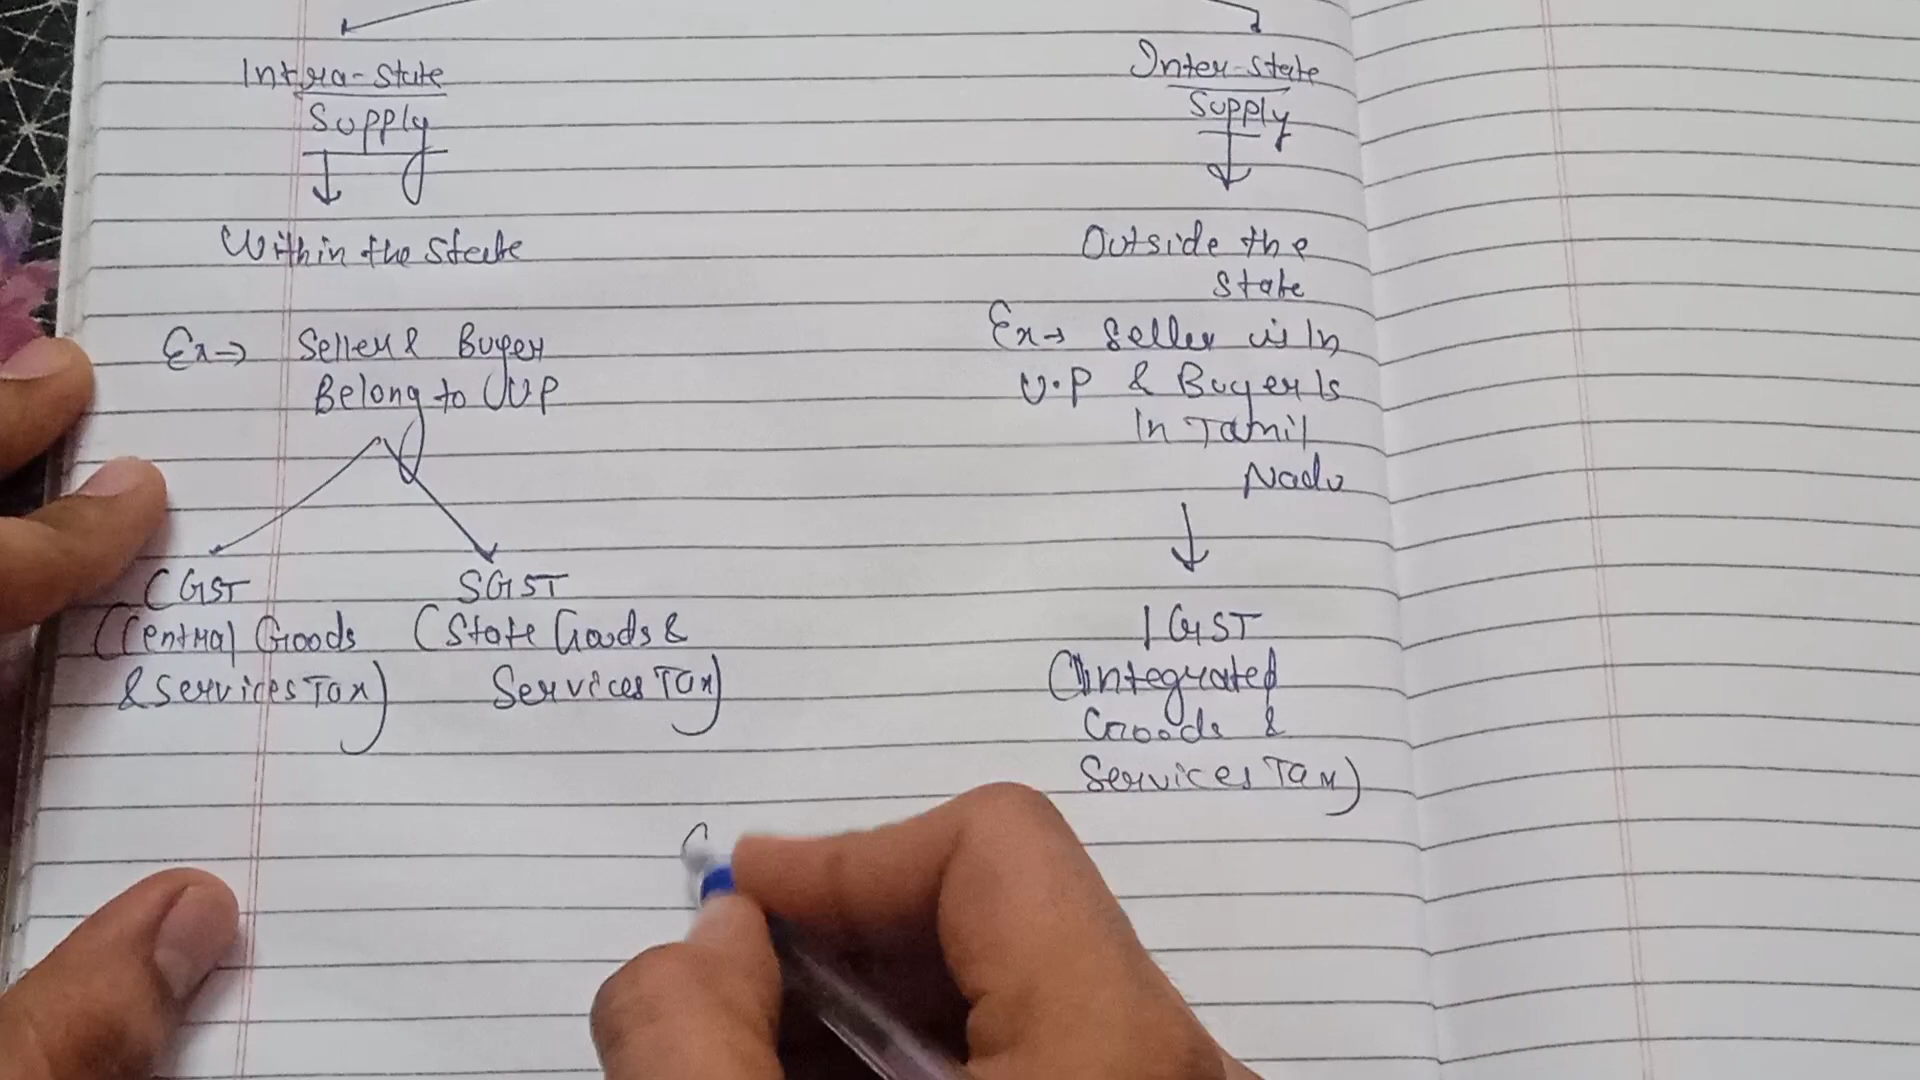 Intra-State
Supply
Within the State
Ex→ Seller & Buyer
Belong to U.P
CGST
(Central Goods
& Services Tax)
SGST
(State Goods &
Services Tax)
Inter-State
Supply
Outside the
State
Ex→ Seller is In
U.P & Buyer Is
In Tamil
Nadu
IGST
(Integrated
Goods &
Services Tax)